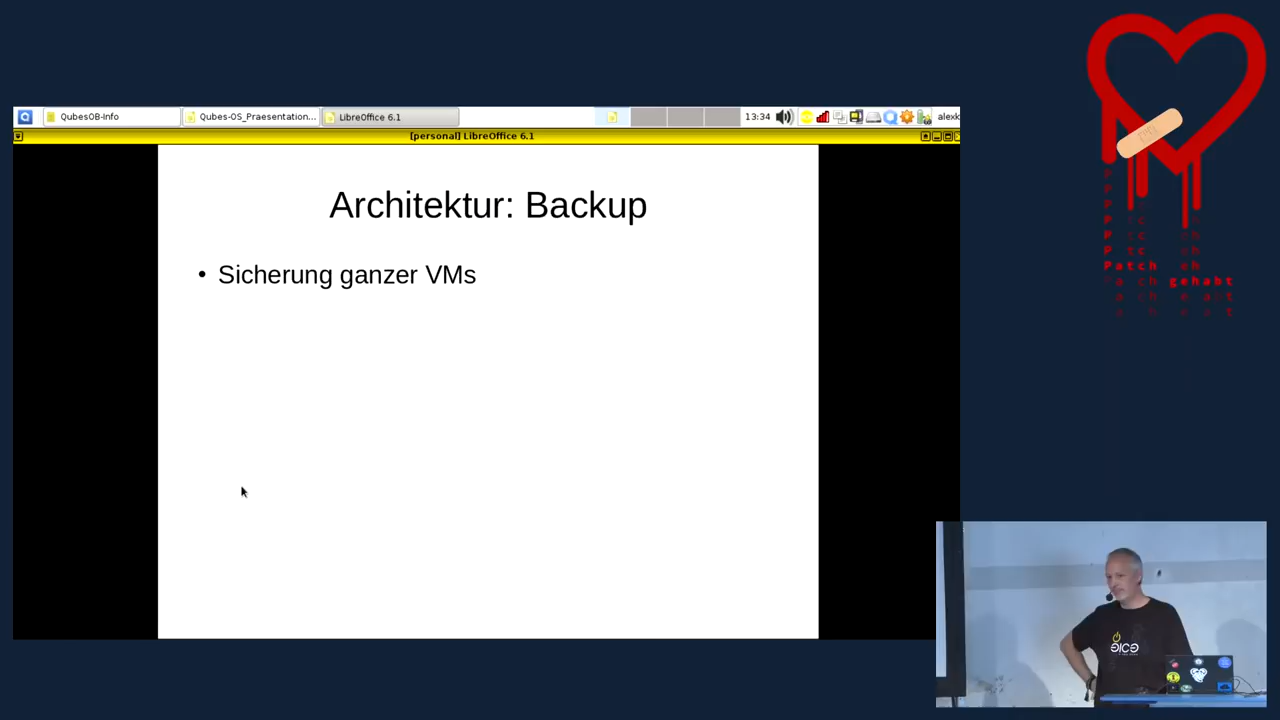 QubesOB-Info
Qubes-OS_Praesentation...
LibreOffice 6.1
13:34
alexk
[personal] LibreOffice 6.1
Architektur: Backup
• Sicherung ganzer VMs
Patch
gehabt